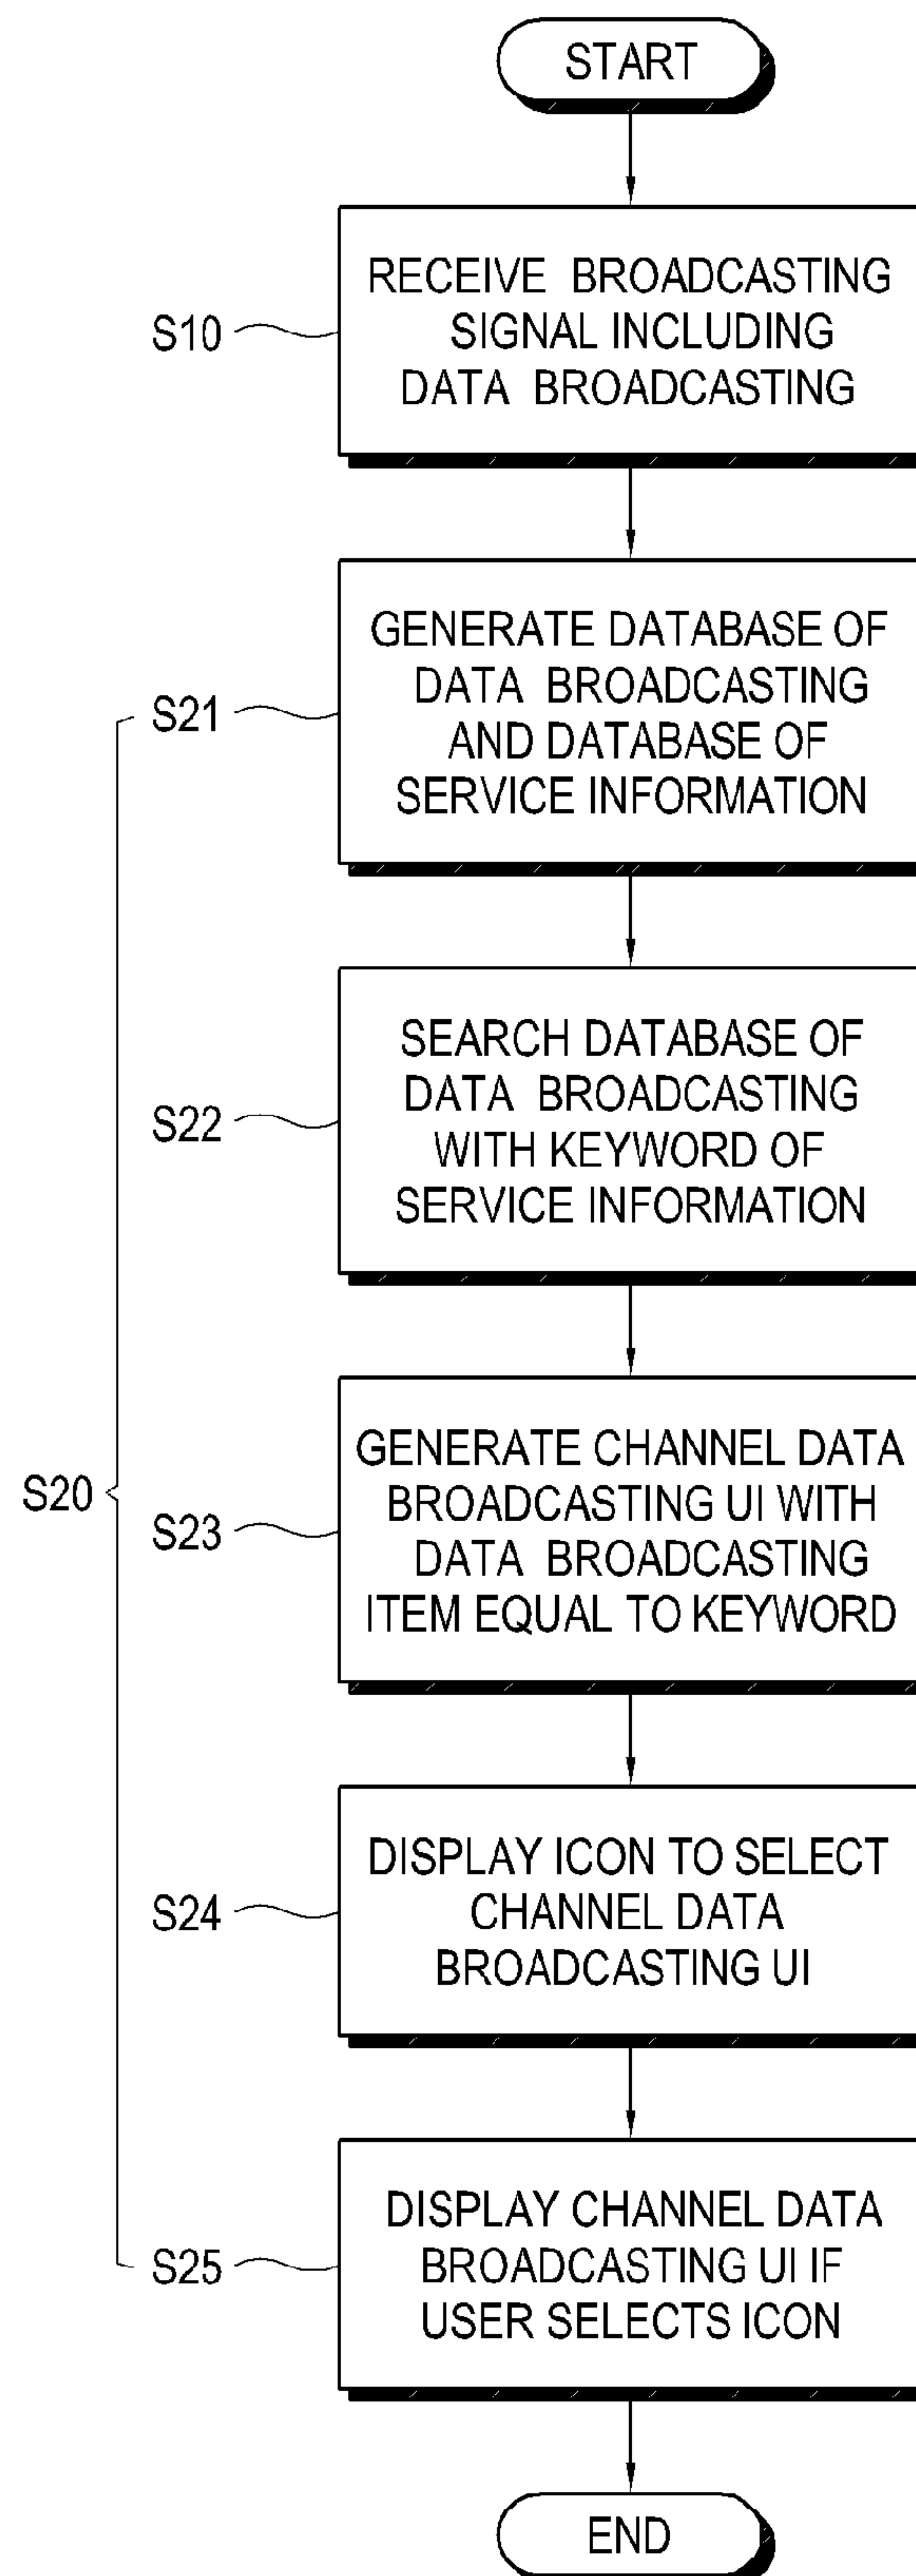 START
S10
RECEIVE BROADCASTING
SIGNAL INCLUDING
DATA BROADCASTING
S20
S21
GENERATE DATABASE OF
DATA BROADCASTING
AND DATABASE OF
SERVICE INFORMATION
S22
SEARCH DATABASE OF
DATA BROADCASTING
WITH KEYWORD OF
SERVICE INFORMATION
S23
GENERATE CHANNEL DATA
BROADCASTING UI WITH
DATA BROADCASTING
ITEM EQUAL TO KEYWORD
S24
DISPLAY ICON TO SELECT
CHANNEL DATA
BROADCASTING UI
S25
DISPLAY CHANNEL DATA
BROADCASTING UI IF
USER SELECTS ICON
END